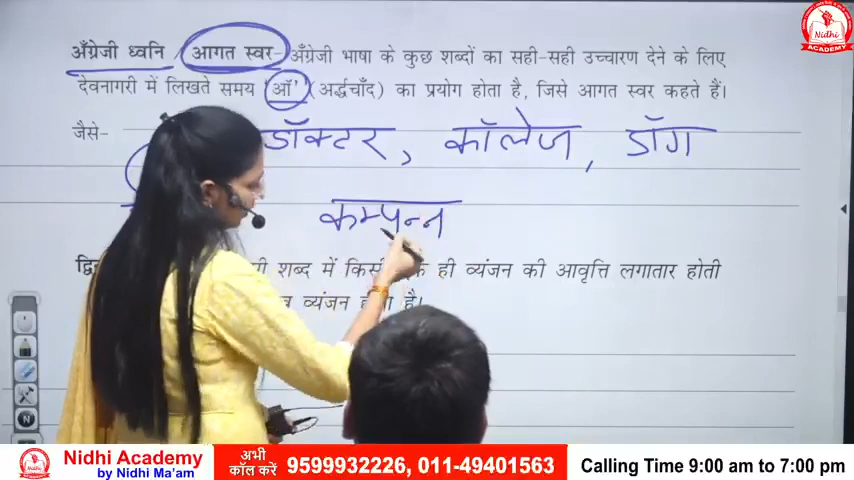 अँग्रेजी ध्वनि / आगत स्वर- अँग्रेजी भाषा के कुछ शब्दों का सही-सही उच्चारण देने के लिए
देवनागरी में लिखते समय 'ऑ' (अर्द्धचाँद) का प्रयोग होता है, जिसे आगत स्वर कहते हैं।
जैसे- डॉक्टर, कॉलेज, डॉग
कम्पन्न
शब्द में किसी ही व्यंजन की आवृत्ति लगातार होती
व्यंजन है।
Nidhi
ACADEMY
Nidhi Academy
by Nidhi Ma'am
अभी
कॉल करें
9599932226, 011-49401563
Calling Time 9:00 am to 7:00 pm